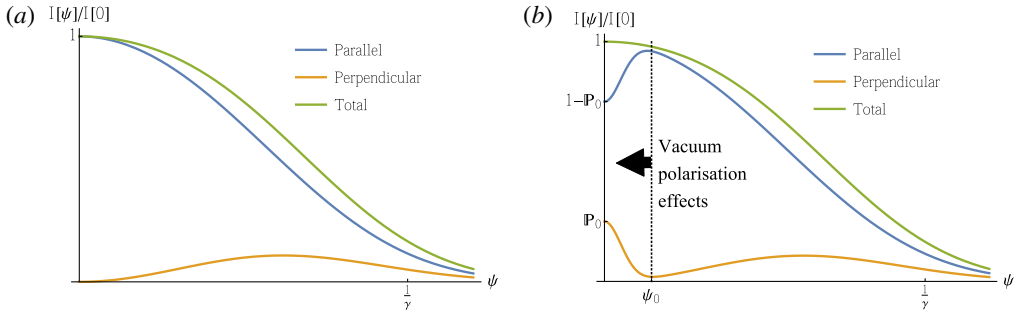 (a)
I[ψ]/I[0]
1
Parallel
Perpendicular
Total
1/γ
ψ
(b)
I[ψ]/I[0]
1
1-ℙ₀
ℙ₀
Parallel
Perpendicular
Total
Vacuum
polarisation
effects
ψ₀
1/γ
ψ